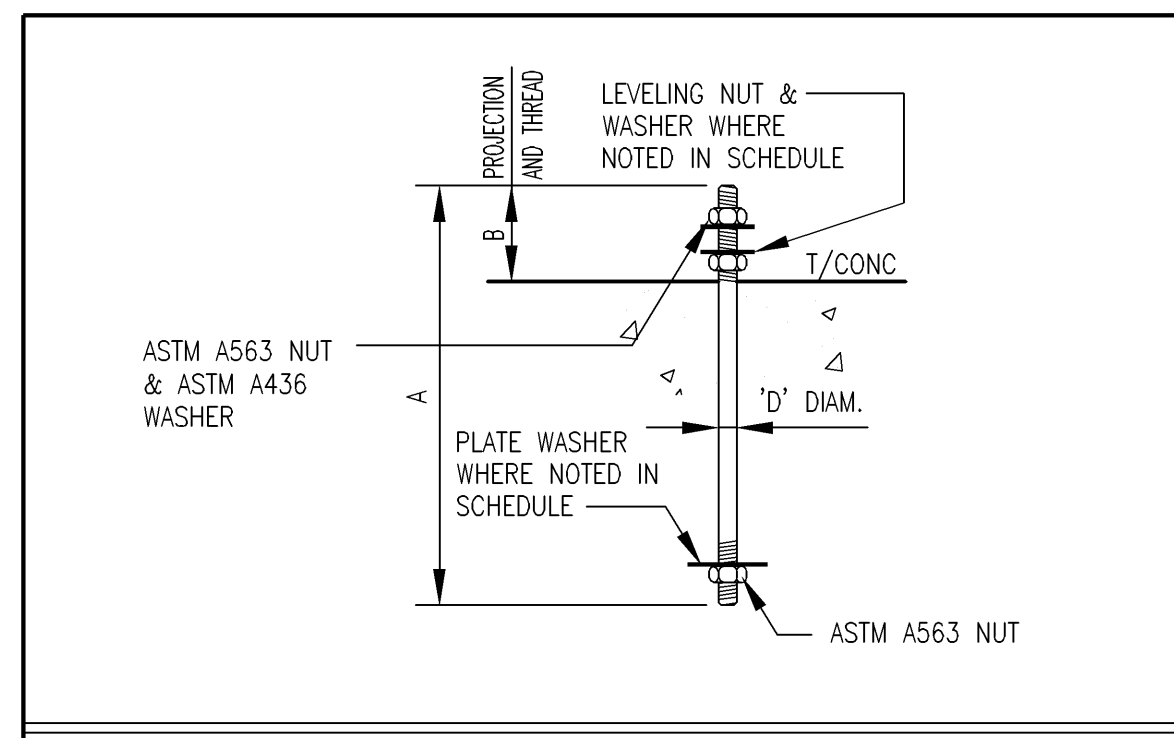 PROJECTION
AND THREAD
LEVELING NUT &
WASHER WHERE
NOTED IN SCHEDULE
B
T/CONC
ASTM A563 NUT
& ASTM A436
WASHER
A
'D' DIAM.
PLATE WASHER
WHERE NOTED IN
SCHEDULE
ASTM A563 NUT